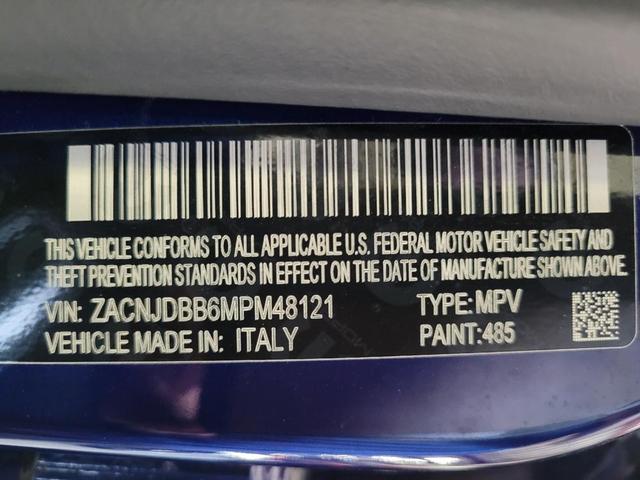 THIS VEHICLE CONFORMS TO ALL APPLICABLE U.S. FEDERAL MOTOR VEHICLE SAFETY AND
THEFT PREVENTION STANDARDS IN EFFECT ON THE DATE OF MANUFACTURE SHOWN ABOVE.
VIN: ZACNJDBB6MPM48121 TYPE: MPV
VEHICLE MADE IN: ITALY PAINT:485